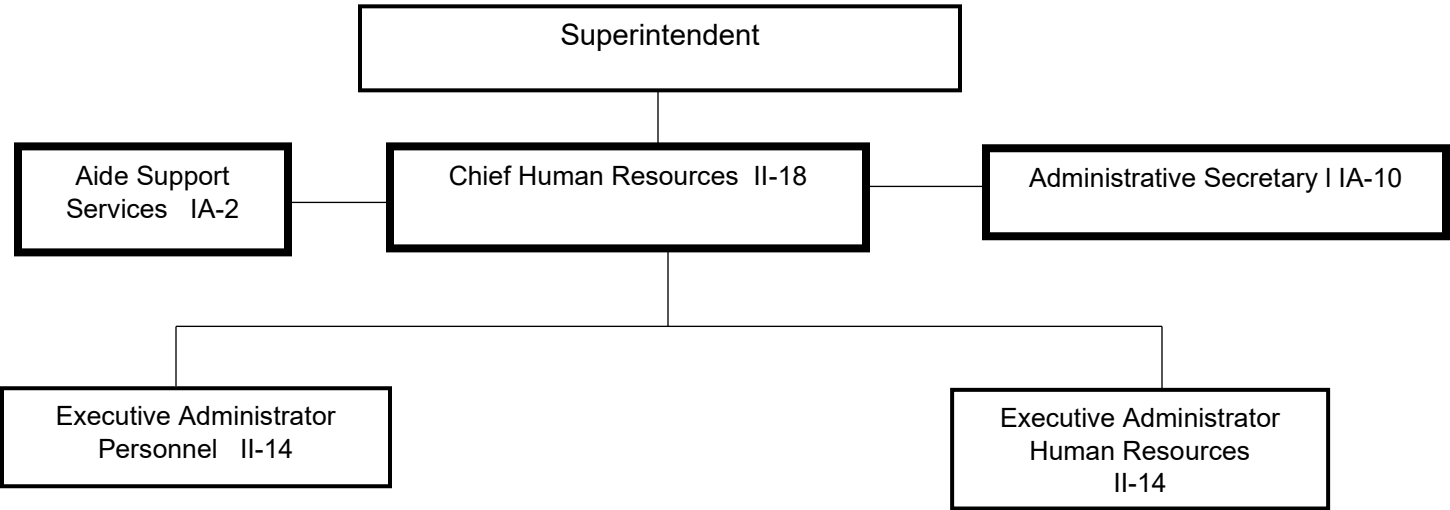 Superintendent
Aide Support
Services IA-2
Chief Human Resources II-18
Administrative Secretary I IA-10
Executive Administrator
Personnel II-14
Executive Administrator
Human Resources
II-14